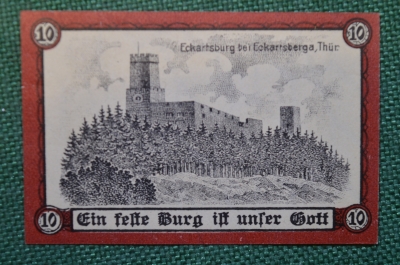 10 10
Eckartsburg bei Eckartsberga, Thür.
10 Ein feste Burg ist unser Gott 10